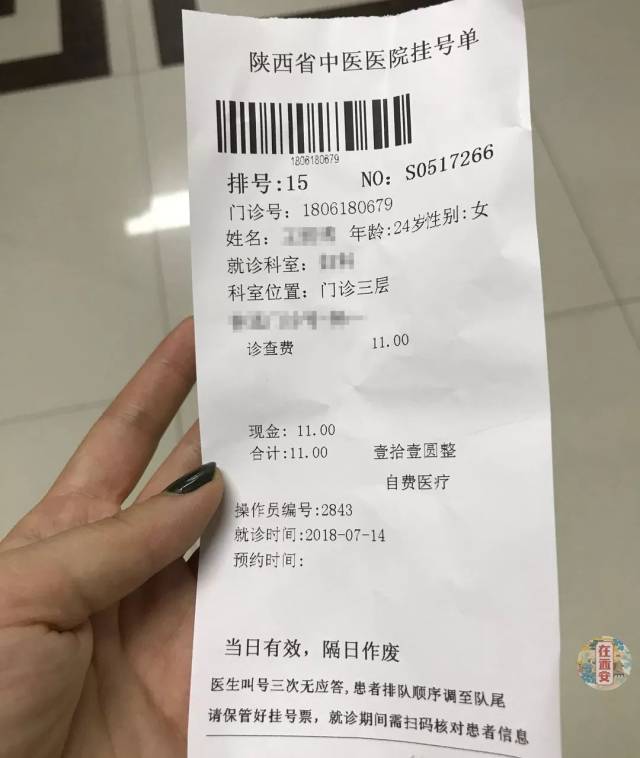 陕西省中医医院挂号单
1806180679
排号:15 NO: S0517266
门诊号: 1806180679
姓名: 年龄:24岁性别:女
就诊科室:
科室位置: 门诊三层
诊查费 11.00
现金: 11.00
合计:11.00 壹拾壹圆整
自费医疗
操作员编号:2843
就诊时间:2018-07-14
预约时间:
当日有效，隔日作废
医生叫号三次无应答,患者排队顺序调至队尾
请保管好挂号票，就诊期间需扫码核对患者信息
在西安